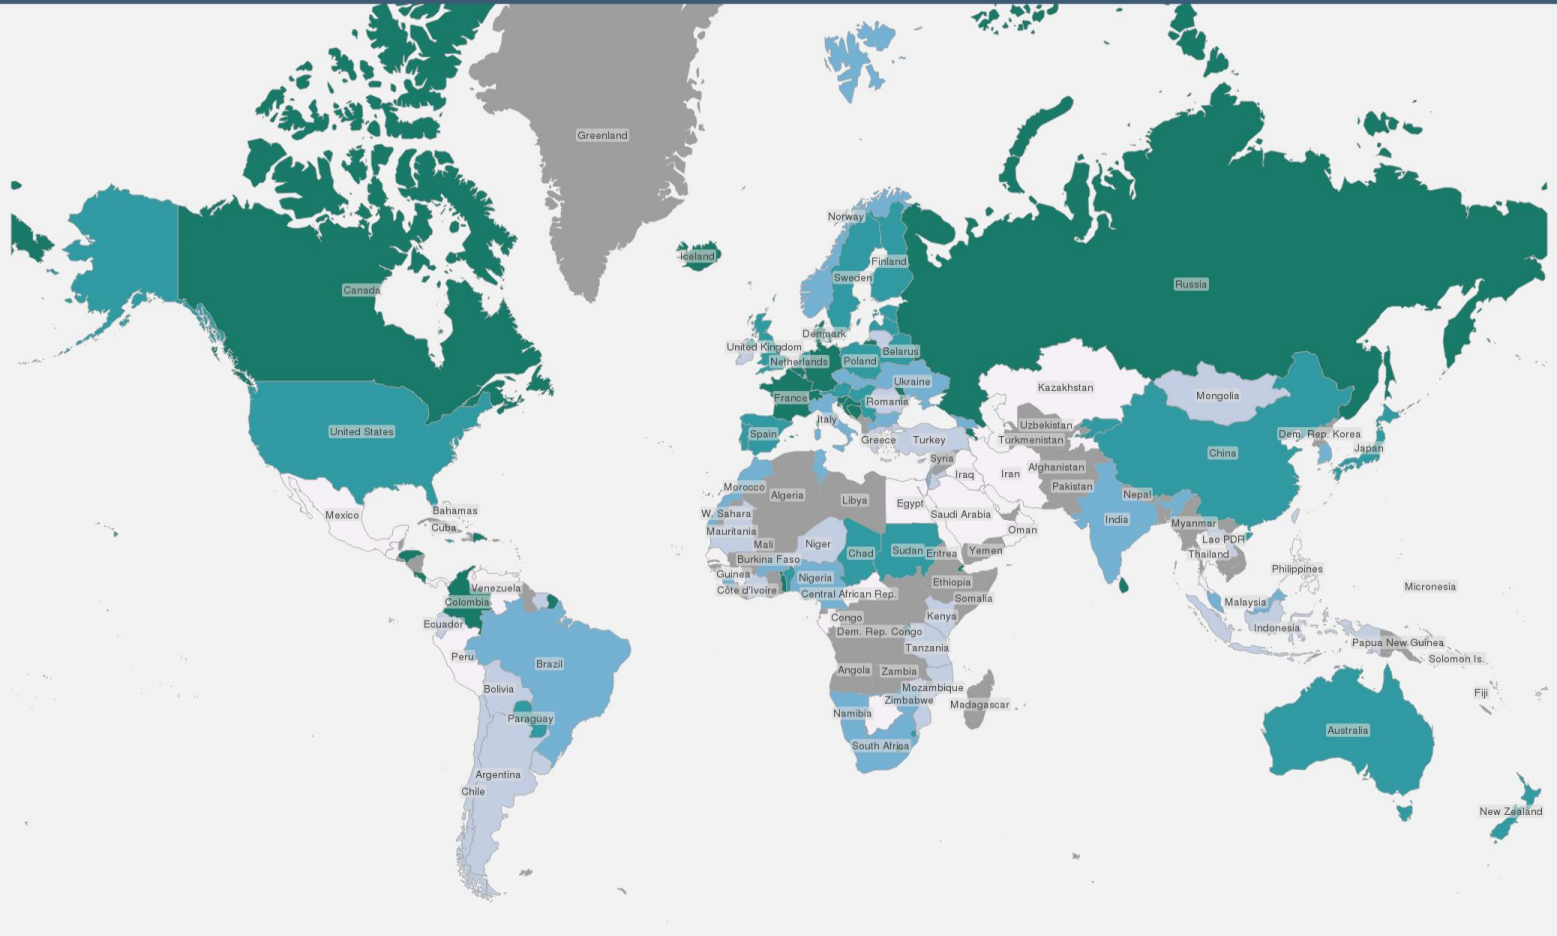 Greenland
Norway
Iceland
Finland
Sweden
Russia
Canada
Denmark
United Kingdom
Belarus
Netherlands
Poland
Ukraine
Kazakhstan
Mongolia
France
Romania
Italy
Uzbekistan
United States
Spain
Greece
Turkey
Turkmenistan
Dem. Rep. Korea
Japan
China
Syria
Iraq
Iran
Afghanistan
Pakistan
Morocco
Algeria
Libya
Egypt
Nepal
Bahamas
Mexico
Cuba
W. Sahara
Saudi Arabia
India
Myanmar
Mauritania
Oman
Lao PDR
Mali
Niger
Chad
Sudan
Eritrea
Yemen
Thailand
Burkina Faso
Philippines
Guinea
Nigeria
Ethiopia
Venezuela
Micronesia
Côte d'Ivoire
Central African Rep.
Somalia
Colombia
Malaysia
Ecuador
Congo
Kenya
Indonesia
Dem. Rep. Congo
Papua New Guinea
Tanzania
Peru
Brazil
Solomon Is.
Angola
Zambia
Bolivia
Mozambique
Fiji
Zimbabwe
Madagascar
Namibia
Paraguay
Australia
South Africa
Argentina
Chile
New Zealand